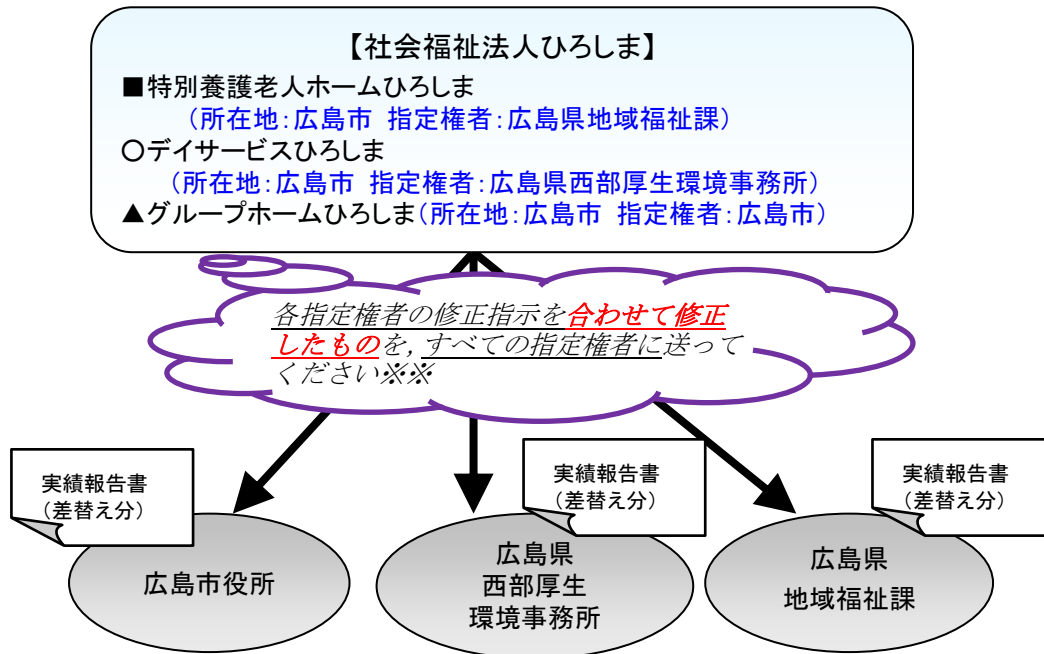 【社会福祉法人ひろしま】
■特別養護老人ホームひろしま
（所在地：広島市 指定権者：広島県地域福祉課）
○デイサービスひろしま
（所在地：広島市 指定権者：広島県西部厚生環境事務所）
▲グループホームひろしま（所在地：広島市 指定権者：広島市）
各指定権者の修正指示を合わせて修正
したものを，すべての指定権者に送って
ください※※
実績報告書
（差替え分）
実績報告書
（差替え分）
実績報告書
（差替え分）
広島市役所
広島県
西部厚生
環境事務所
広島県
地域福祉課